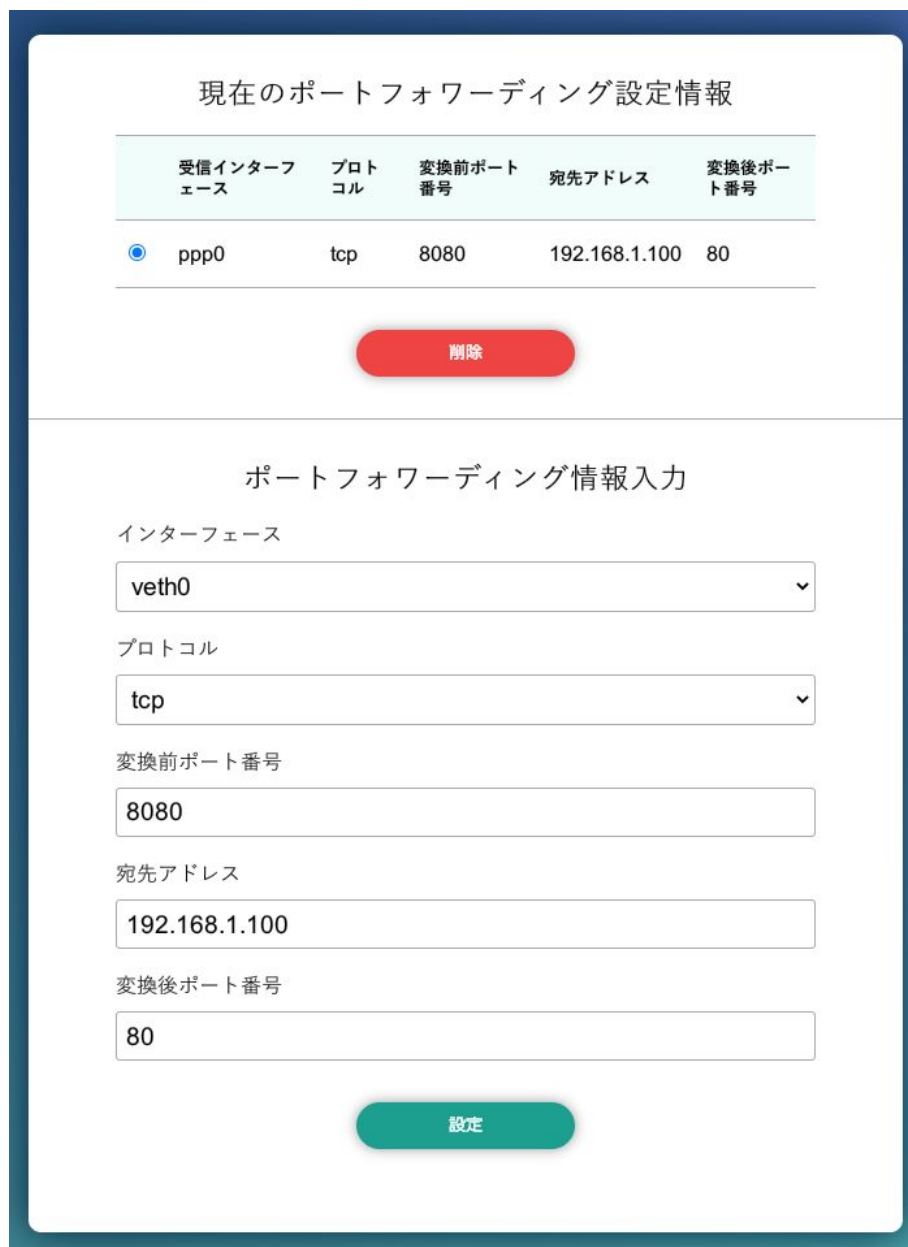 現在のポートフォワーディング設定情報
受信インターフェース プロトコル 変換前ポート番号 宛先アドレス 変換後ポート番号
ppp0 tcp 8080 192.168.1.100 80
削除
ポートフォワーディング情報入力
インターフェース
veth0
プロトコル
tcp
変換前ポート番号
8080
宛先アドレス
192.168.1.100
変換後ポート番号
80
設定